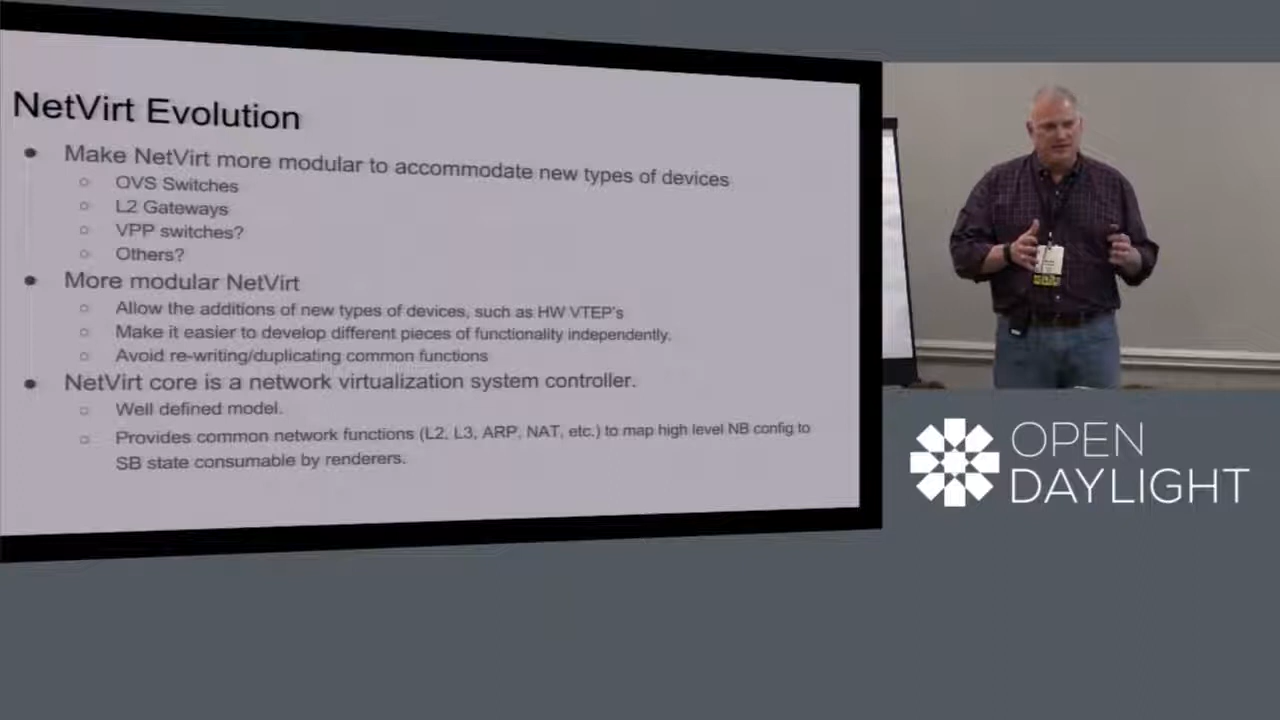 NetVirt Evolution
Make NetVirt more modular to accommodate new types of devices
OVS Switches
L2 Gateways
VPP switches?
Others?
More modular NetVirt
Allow the additions of new types of devices, such as HW VTEP's
Make it easier to develop different pieces of functionality independently.
Avoid re-writing/duplicating common functions
NetVirt core is a network virtualization system controller.
Well defined model.
Provides common network functions (L2, L3, ARP, NAT, etc.) to map high level NB config to
SB state consumable by renderers.
OPEN
DAYLIGHT